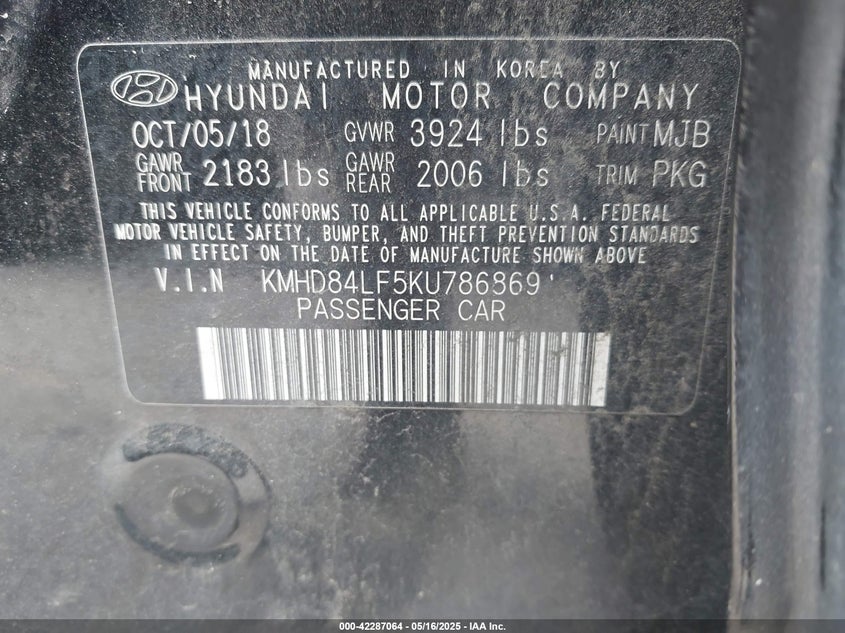 MANUFACTURED IN KOREA BY
HYUNDAI MOTOR COMPANY
OCT/05/18 GVWR 3924 lbs PAINT MJB
GAWR FRONT 2183 lbs GAWR REAR 2006 lbs TRIM PKG
THIS VEHICLE CONFORMS TO ALL APPLICABLE U.S.A. FEDERAL
MOTOR VEHICLE SAFETY, BUMPER, AND THEFT PREVENTION STANDARDS
IN EFFECT ON THE DATE OF MANUFACTURE SHOWN ABOVE
V.I.N KMHD84LF5KU786869
PASSENGER CAR
000-42287064 - 05/16/2025 - IAA Inc.